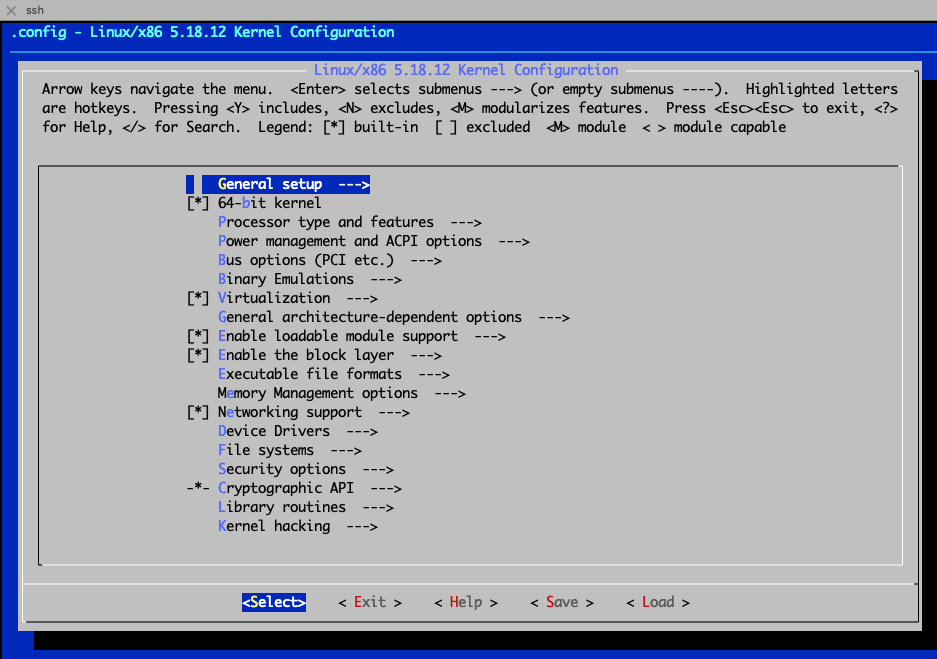 ssh
.config - Linux/x86 5.18.12 Kernel Configuration
Linux/x86 5.18.12 Kernel Configuration
Arrow keys navigate the menu.  <Enter> selects submenus ---> (or empty submenus ----).  Highlighted letters
are hotkeys.  Pressing <Y> includes, <N> excludes, <M> modularizes features.  Press <Esc><Esc> to exit, <?>
for Help, </> for Search.  Legend: [*] built-in  [ ] excluded  <M> module  < > module capable
General setup  --->
[*] 64-bit kernel
Processor type and features  --->
Power management and ACPI options  --->
Bus options (PCI etc.)  --->
Binary Emulations  --->
[*] Virtualization  --->
General architecture-dependent options  --->
[*] Enable loadable module support  --->
[*] Enable the block layer  --->
Executable file formats  --->
Memory Management options  --->
[*] Networking support  --->
Device Drivers  --->
File systems  --->
Security options  --->
-*- Cryptographic API  --->
Library routines  --->
Kernel hacking  --->
<Select>    < Exit >    < Help >    < Save >    < Load >